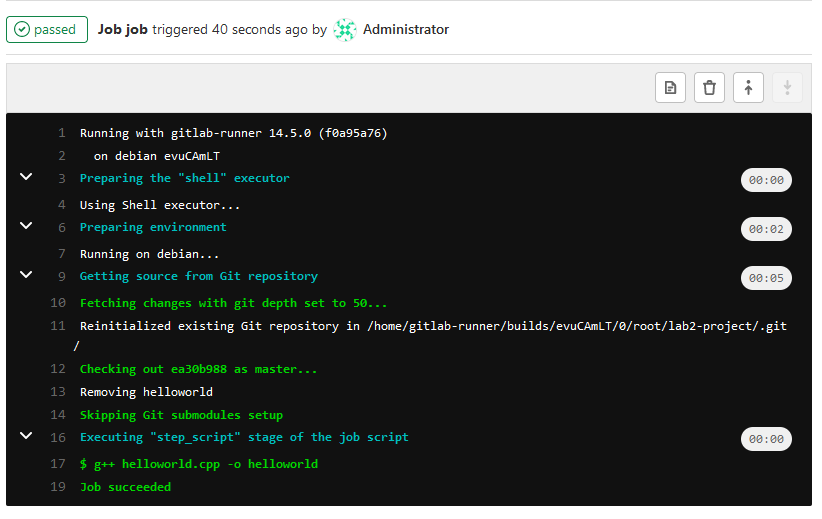 passed Job job triggered 40 seconds ago by Administrator
1 Running with gitlab-runner 14.5.0 (f0a95a76)
2 on debian evuCAmLT
3 Preparing the "shell" executor 00:00
4 Using Shell executor...
6 Preparing environment 00:02
7 Running on debian...
9 Getting source from Git repository 00:05
10 Fetching changes with git depth set to 50...
11 Reinitialized existing Git repository in /home/gitlab-runner/builds/evuCAmLT/0/root/lab2-project/.git
/
12 Checking out ea30b988 as master...
13 Removing helloworld
14 Skipping Git submodules setup
16 Executing "step_script" stage of the job script 00:00
17 $ g++ helloworld.cpp -o helloworld
19 Job succeeded